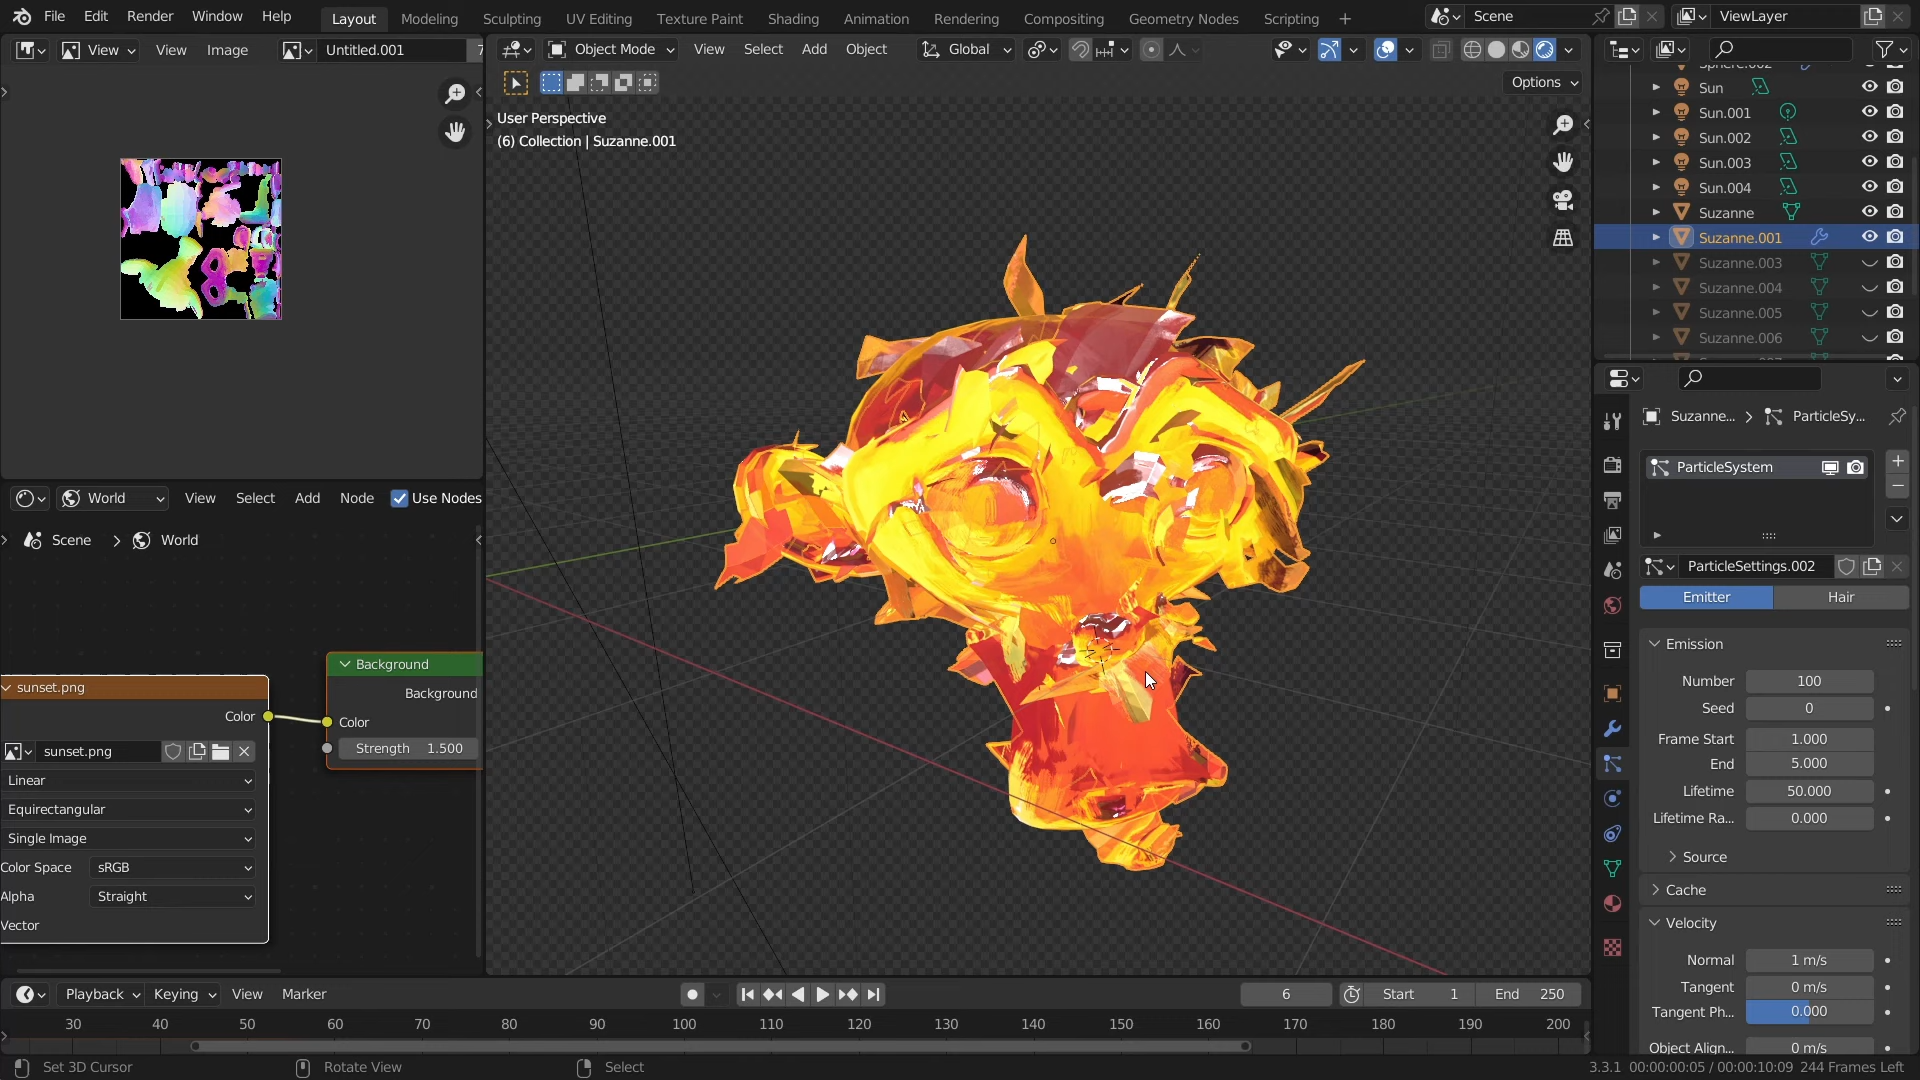 File Edit Render Window Help Layout Modeling Sculpting UV Editing Texture Paint Shading Animation Rendering Compositing Geometry Nodes Scripting + Scene ViewLayer
View View Image Untitled.001 7
Object Mode View Select Add Object Global
Options
User Perspective
(6) Collection | Suzanne.001
Sphere.002
Sun
Sun.001
Sun.002
Sun.003
Sun.004
Suzanne
Suzanne.001
Suzanne.003
Suzanne.004
Suzanne.005
Suzanne.006
Suzanne... ParticleSy...
ParticleSystem
ParticleSettings.002
Emitter Hair
Emission
Number 100
Seed 0
Frame Start 1.000
End 5.000
Lifetime 50.000
Lifetime Ra... 0.000
Source
Cache
Velocity
Normal 1 m/s
Tangent 0 m/s
Tangent Ph... 0.000
Object Align... 0 m/s
World View Select Add Node Use Nodes
Scene > World
Background
Background
Color
Strength 1.500
sunset.png
Color
sunset.png
Linear
Equirectangular
Single Image
Color Space sRGB
Alpha Straight
Vector
Playback Keying View Marker 6 Start 1 End 250
30 40 50 60 70 80 90 100 110 120 130 140 150 160 170 180 190 200
Set 3D Cursor Rotate View Select 3.3.1 00:00:00:05 / 00:00:10:09 244 Frames Left